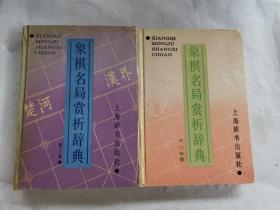 XIANGQI
MINGJU
SHANGXI
CIDIAN
象棋名局赏析辞典
楚河
漢界
上海辞书出版社
XIANGQI
MINGJU
SHANGXI
CIDIAN
象棋名局赏析辞典
上海辞书出版社